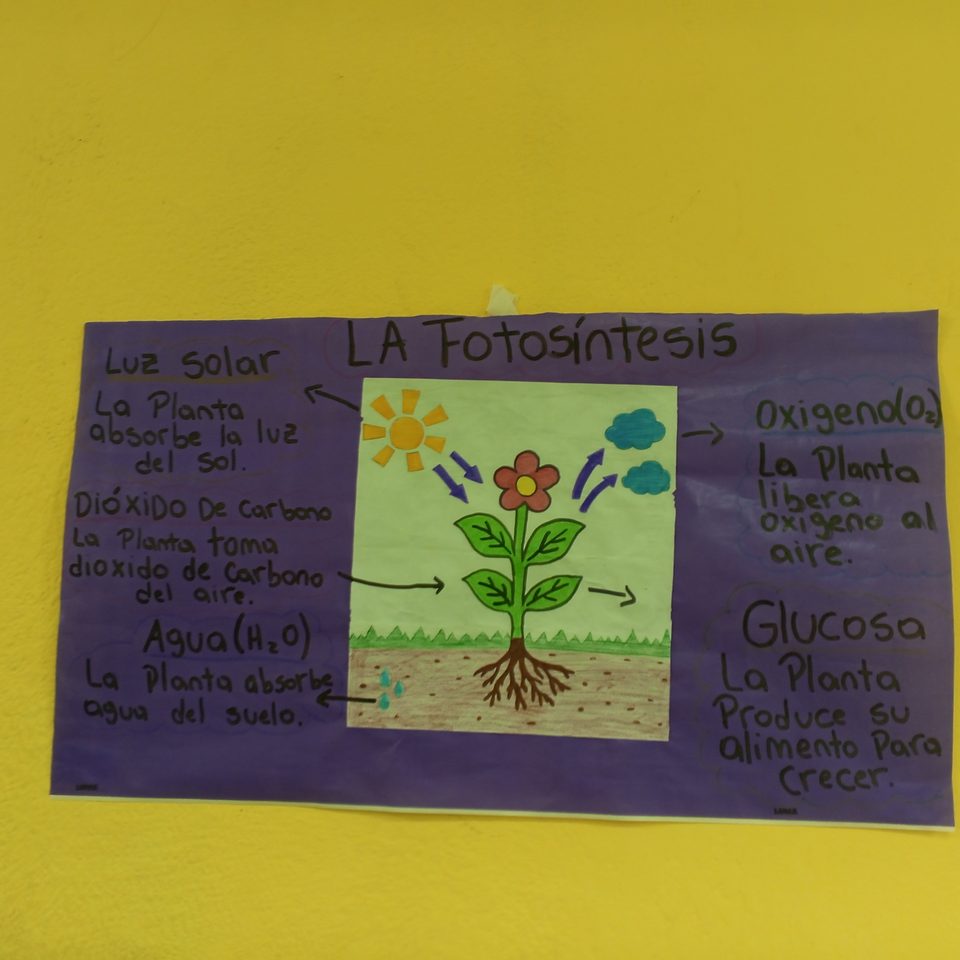 LA Fotosíntesis
Luz solar
La Planta
absorbe la luz
del sol.
DióxiDo De Carbono
La Planta toma
dioxido de Carbono
del aire.
Agua (H₂O)
La Planta absorbe
agua del suelo.
Oxigeno (O₂)
La Planta
libera
oxigeno al
aire.
Glucosa
La Planta
Produce su
alimento Para
Crecer.